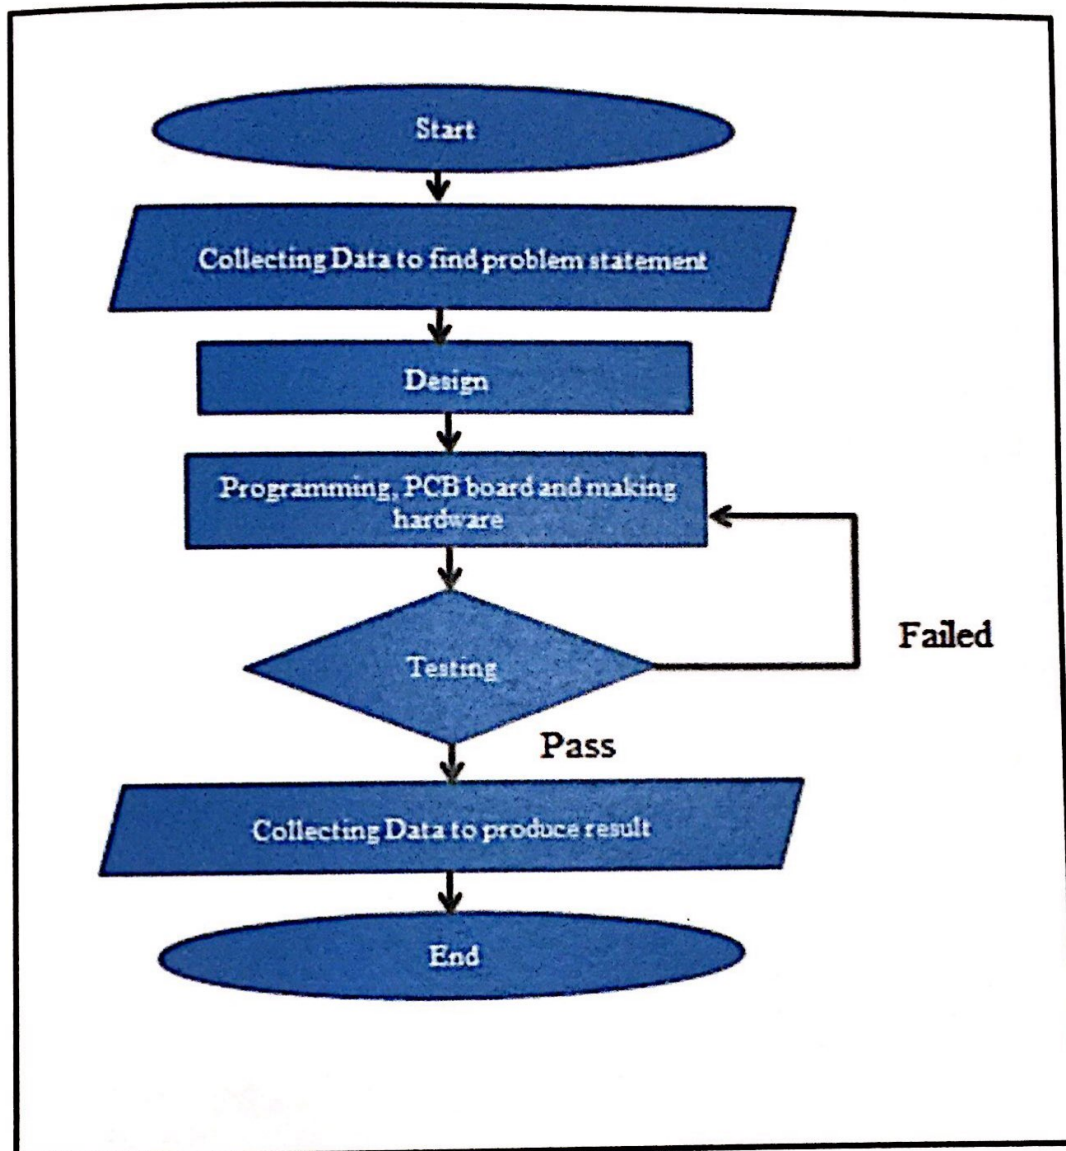 Start
Collecting Data to find problem statement
Design
Programming, PCB board and making
hardware
Failed
Testing
Pass
Collecting Data to produce result
End